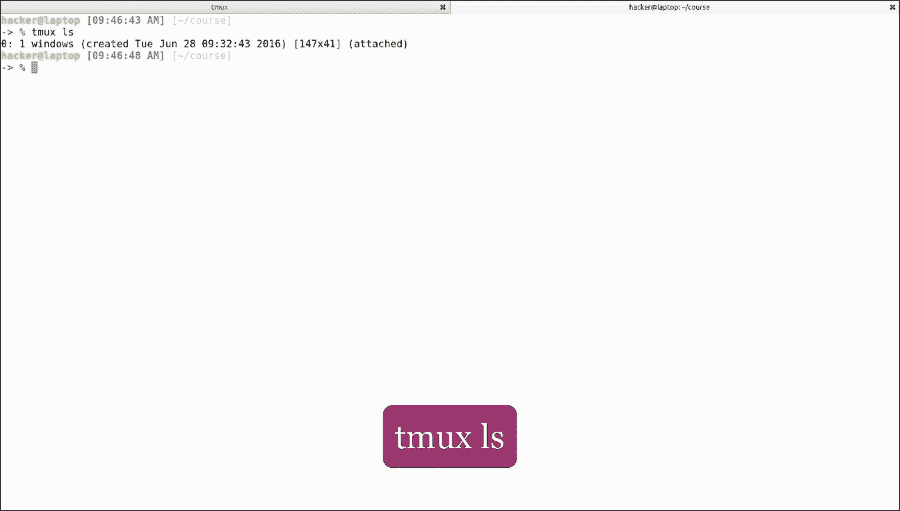 tmux ✖ hacker@laptop: ~/course ✖
hacker@laptop [09:46:43 AM] [~/course]
-> % tmux ls
0: 1 windows (created Tue Jun 28 09:32:43 2016) [147x41] (attached)
hacker@laptop [09:46:48 AM] [~/course]
-> %
tmux ls